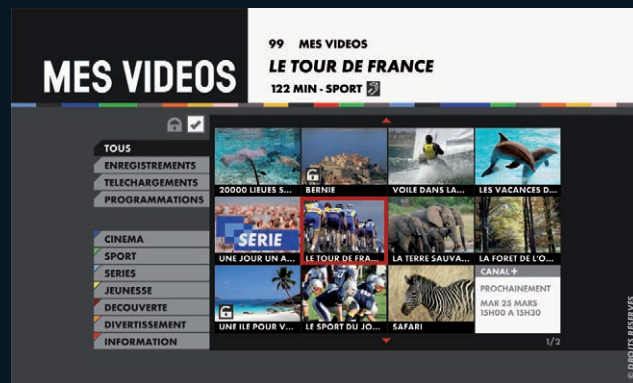 MES VIDEOS
99 MES VIDEOS
LE TOUR DE FRANCE
122 MIN - SPORT
TOUS
ENREGISTREMENTS
TELECHARGEMENTS
PROGRAMMATIONS
CINEMA
SPORT
SERIES
JEUNESSE
DECOUVERTE
DIVERTISSEMENT
INFORMATION
20000 LIEUES S...
BERNIE
VOILE DANS LA...
LES VACANCES D...
SERIE
UNE JOUR UN A...
LE TOUR DE FRA...
LA TERRE SAUVA...
LA FORET DE L'O...
UNE ILE POUR V...
LE SPORT DU JO...
SAFARI
CANAL+
PROCHAINEMENT
MAR 25 MARS
15H00 A 15H30
1/2
© DROITS RÉSERVÉS